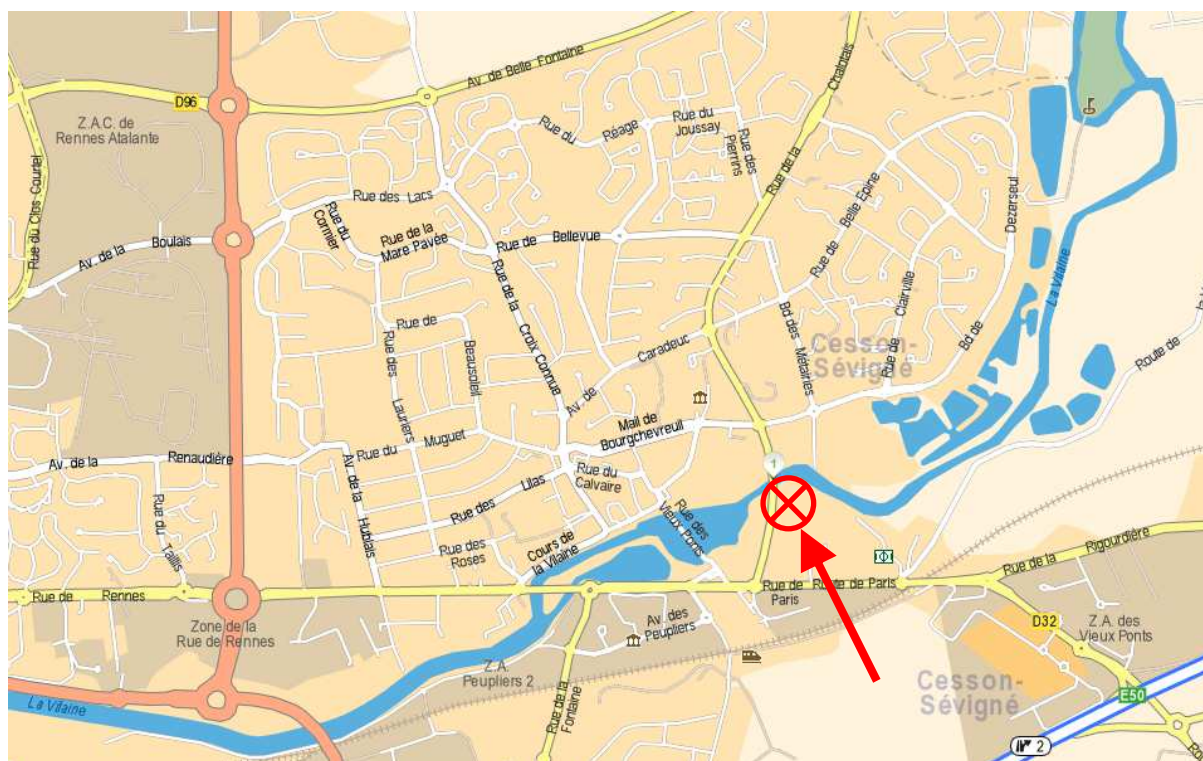 Av. de Belle Fontaine
Rue de la
Chalotais
D96
Z.A.C. de
Rennes Atalante
Rue du Clos Courtel
Rue du
Réage
Rue du
Joussay
Rue des
Pierrins
Rue des Lacs
Rue du
Cormier
Rue de la
Mare Pavée
Rue de
Bellevue
Av. de la
Boulais
Rue de Belle Epine
Dezerseul
Bd de
La Vilaine
Rue de la
Croix Connue
Rue de
Beausoleil
Rue des
Lauriers
Av. de
Caradeuc
Bd des
Métairies
Rue de
Clairville
Cesson-
Sévigné
Route de
Mail de
Bourgchevreuil
Av. de la
Renaudière
Rue du
Muguet
Rue du
Calvaire
Rue des
Lilas
Av. de la
Hublais
Rue du
Taillis
Rue des
Vieux Ponts
Rue des
Roses
Cours de
la Vilaine
Rue de
Rennes
Rue de
Paris
Route de Paris
Rue de la
Rigourdière
Zone de la
Rue de Rennes
Av. des
Peupliers
D32
Z.A. des
Vieux Ponts
Z.A.
Peupliers 2
Rue de la
Fontaine
Cesson-
Sévigné
E50
La Vilaine
2